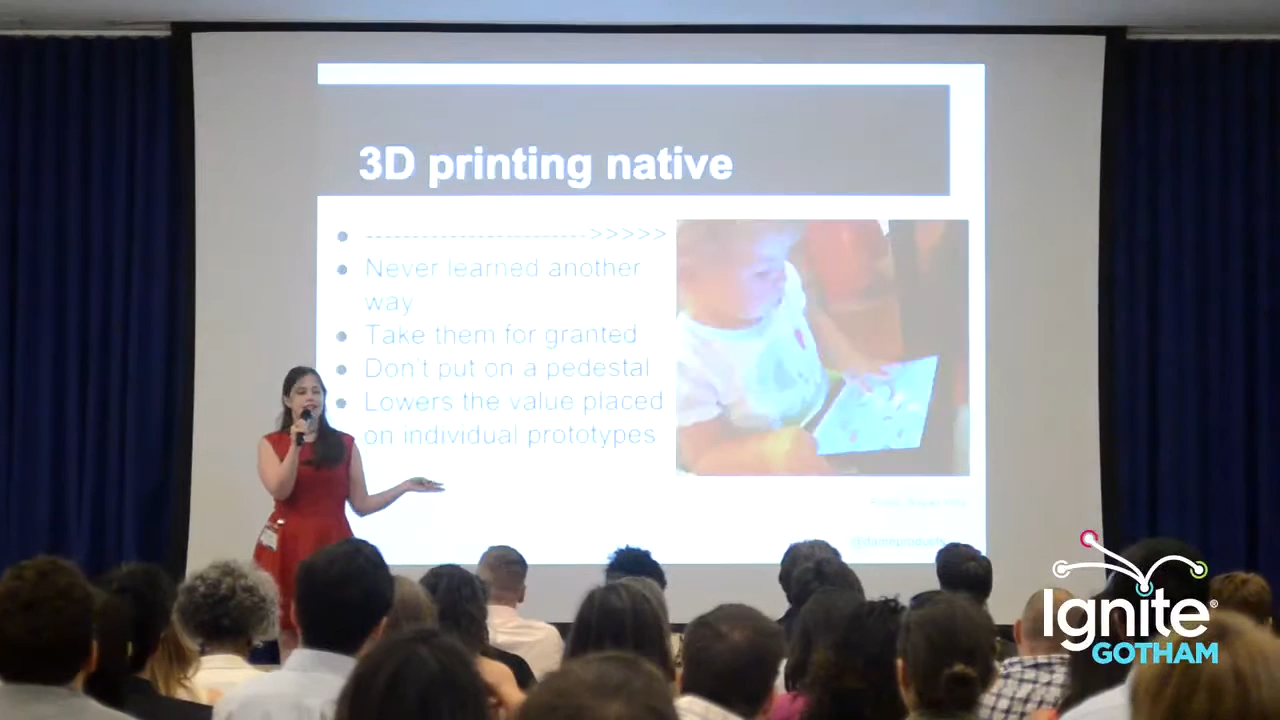 3D printing native
---------------------->>>>>
Never learned another
way
Take them for granted
Don't put on a pedestal
Lowers the value placed
on individual prototypes
@dameproducts
Ignite®
GOTHAM